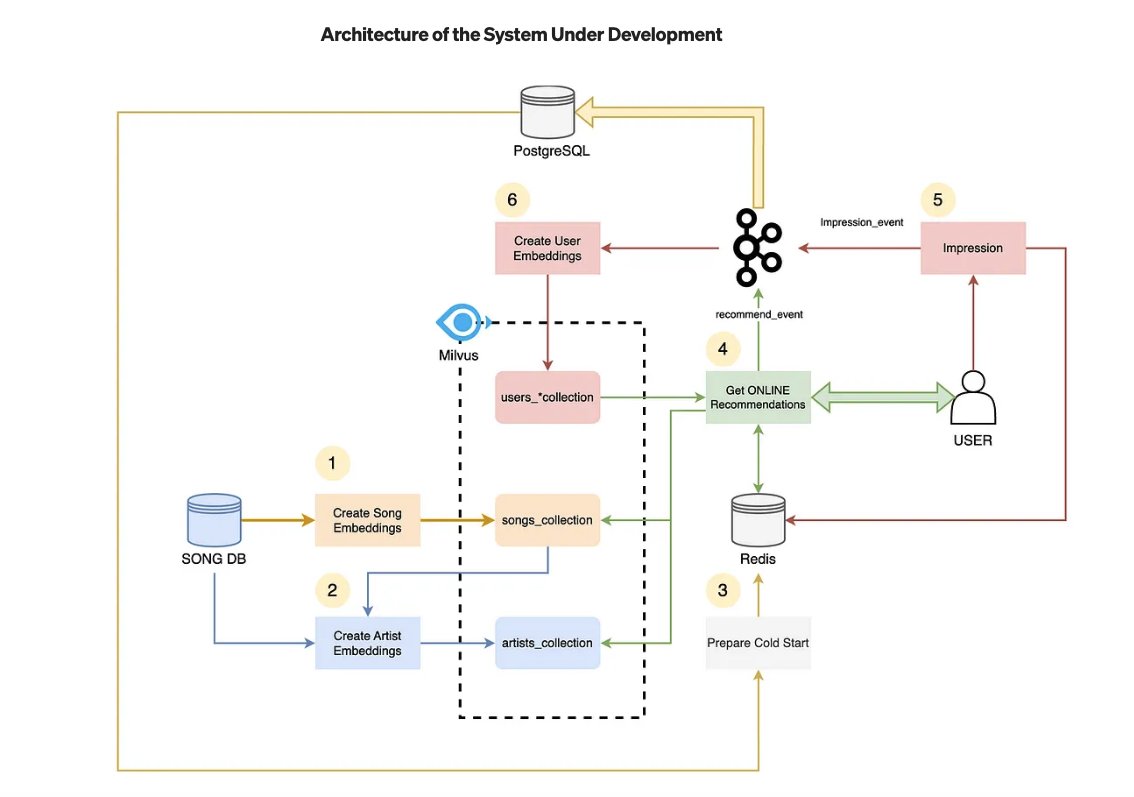 Architecture of the System Under Development
PostgreSQL
6
5
Create User
Embeddings
Impression_event
Impression
recommend_event
Milvus
4
users_*collection
Get ONLINE
Recommendations
USER
1
SONG DB
Create Song
Embeddings
songs_collection
Redis
2
3
Create Artist
Embeddings
artists_collection
Prepare Cold Start